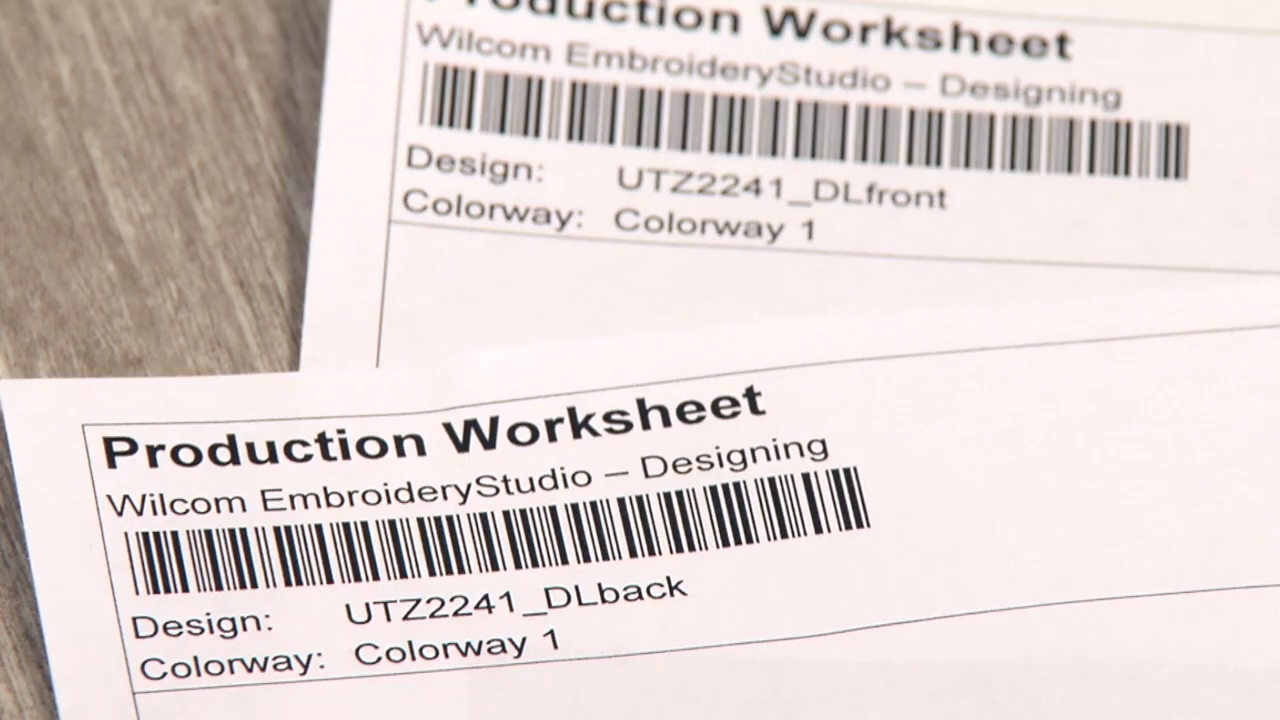 Production Worksheet
Wilcom EmbroideryStudio – Designing
Design: UTZ2241_DLfront
Colorway: Colorway 1
Production Worksheet
Wilcom EmbroideryStudio – Designing
Design: UTZ2241_DLback
Colorway: Colorway 1